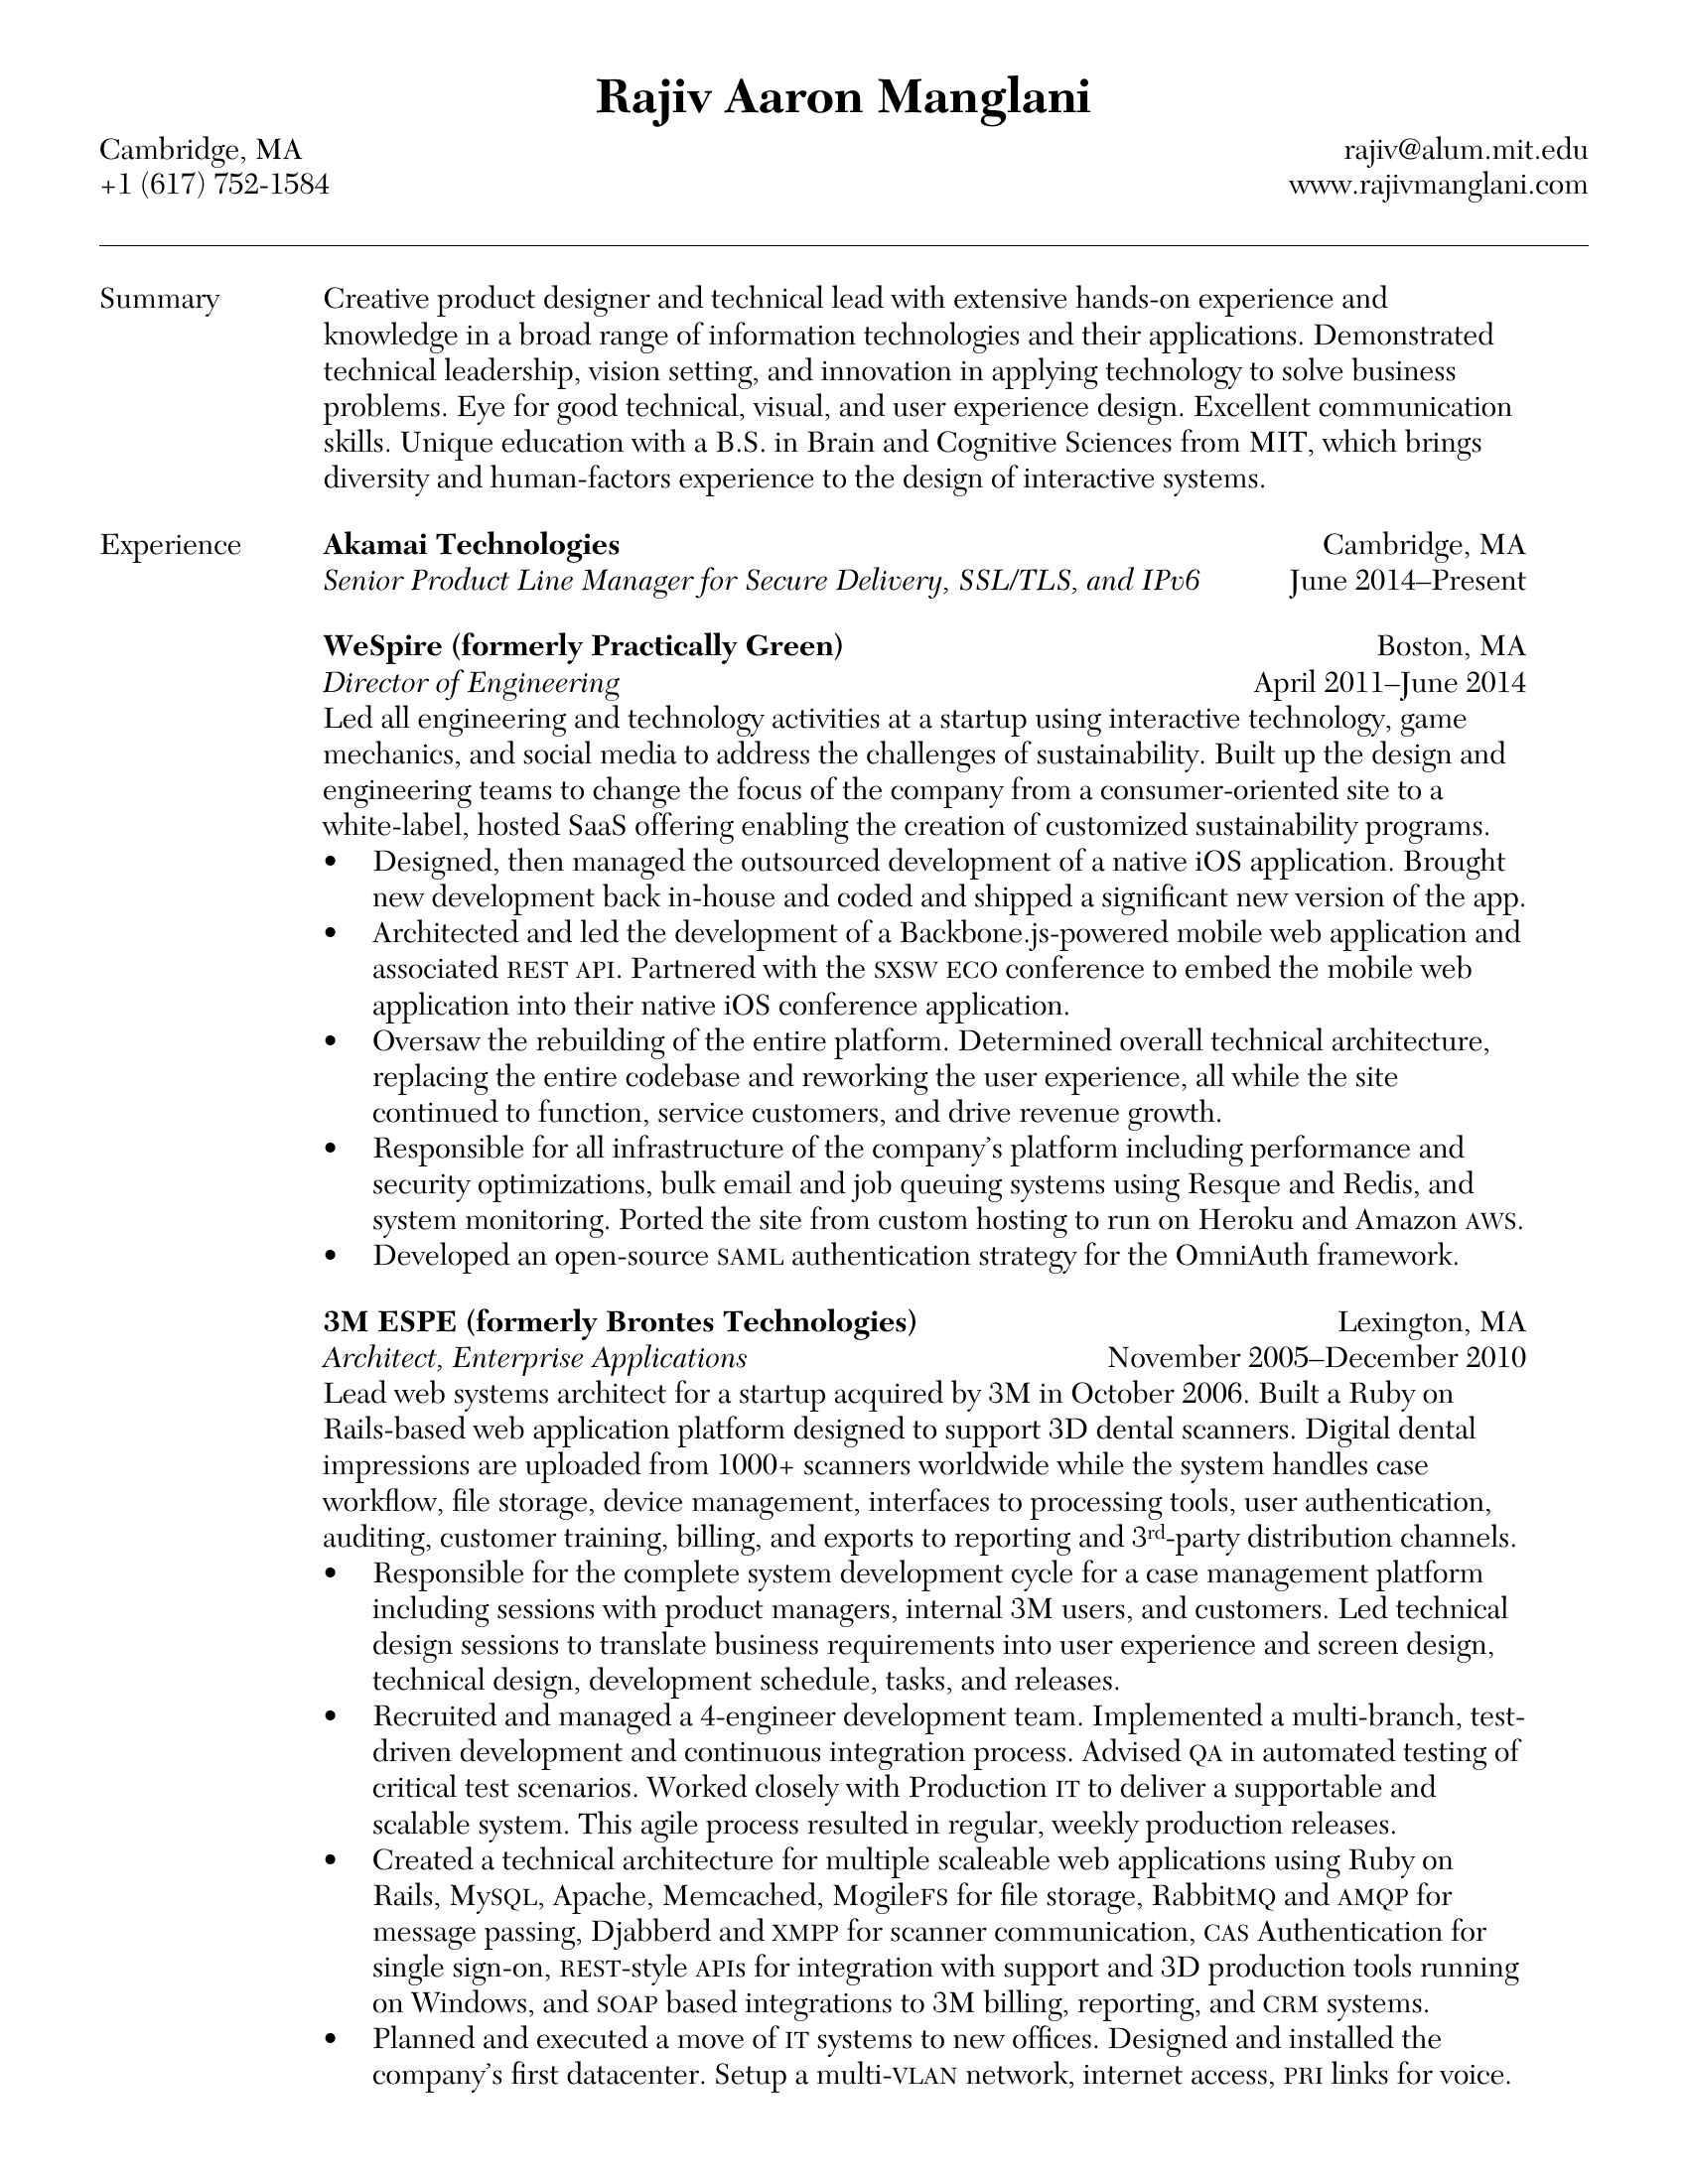 Rajiv Aaron Manglani
Cambridge, MA rajiv@alum.mit.edu
+1 (617) 752-1584 www.rajivmanglani.com
Summary Creative product designer and technical lead with extensive hands-on experience and
knowledge in a broad range of information technologies and their applications. Demonstrated
technical leadership, vision setting, and innovation in applying technology to solve business
problems. Eye for good technical, visual, and user experience design. Excellent communication
skills. Unique education with a B.S. in Brain and Cognitive Sciences from MIT, which brings
diversity and human-factors experience to the design of interactive systems.
Experience Akamai Technologies Cambridge, MA
Senior Product Line Manager for Secure Delivery, SSL/TLS, and IPv6 June 2014–Present
WeSpire (formerly Practically Green) Boston, MA
Director of Engineering April 2011–June 2014
Led all engineering and technology activities at a startup using interactive technology, game
mechanics, and social media to address the challenges of sustainability. Built up the design and
engineering teams to change the focus of the company from a consumer-oriented site to a
white-label, hosted SaaS offering enabling the creation of customized sustainability programs.
• Designed, then managed the outsourced development of a native iOS application. Brought
new development back in-house and coded and shipped a significant new version of the app.
• Architected and led the development of a Backbone.js-powered mobile web application and
associated REST API. Partnered with the SXSW ECO conference to embed the mobile web
application into their native iOS conference application.
• Oversaw the rebuilding of the entire platform. Determined overall technical architecture,
replacing the entire codebase and reworking the user experience, all while the site
continued to function, service customers, and drive revenue growth.
• Responsible for all infrastructure of the company’s platform including performance and
security optimizations, bulk email and job queuing systems using Resque and Redis, and
system monitoring. Ported the site from custom hosting to run on Heroku and Amazon AWS.
• Developed an open-source SAML authentication strategy for the OmniAuth framework.
3M ESPE (formerly Brontes Technologies) Lexington, MA
Architect, Enterprise Applications November 2005–December 2010
Lead web systems architect for a startup acquired by 3M in October 2006. Built a Ruby on
Rails-based web application platform designed to support 3D dental scanners. Digital dental
impressions are uploaded from 1000+ scanners worldwide while the system handles case
workflow, file storage, device management, interfaces to processing tools, user authentication,
auditing, customer training, billing, and exports to reporting and 3rd-party distribution channels.
• Responsible for the complete system development cycle for a case management platform
including sessions with product managers, internal 3M users, and customers. Led technical
design sessions to translate business requirements into user experience and screen design,
technical design, development schedule, tasks, and releases.
• Recruited and managed a 4-engineer development team. Implemented a multi-branch, test-
driven development and continuous integration process. Advised QA in automated testing of
critical test scenarios. Worked closely with Production IT to deliver a supportable and
scalable system. This agile process resulted in regular, weekly production releases.
• Created a technical architecture for multiple scaleable web applications using Ruby on
Rails, MySQL, Apache, Memcached, MogileFS for file storage, RabbitMQ and AMQP for
message passing, Djabberd and XMPP for scanner communication, CAS Authentication for
single sign-on, REST-style APIs for integration with support and 3D production tools running
on Windows, and SOAP based integrations to 3M billing, reporting, and CRM systems.
• Planned and executed a move of IT systems to new offices. Designed and installed the
company’s first datacenter. Setup a multi-VLAN network, internet access, PRI links for voice.